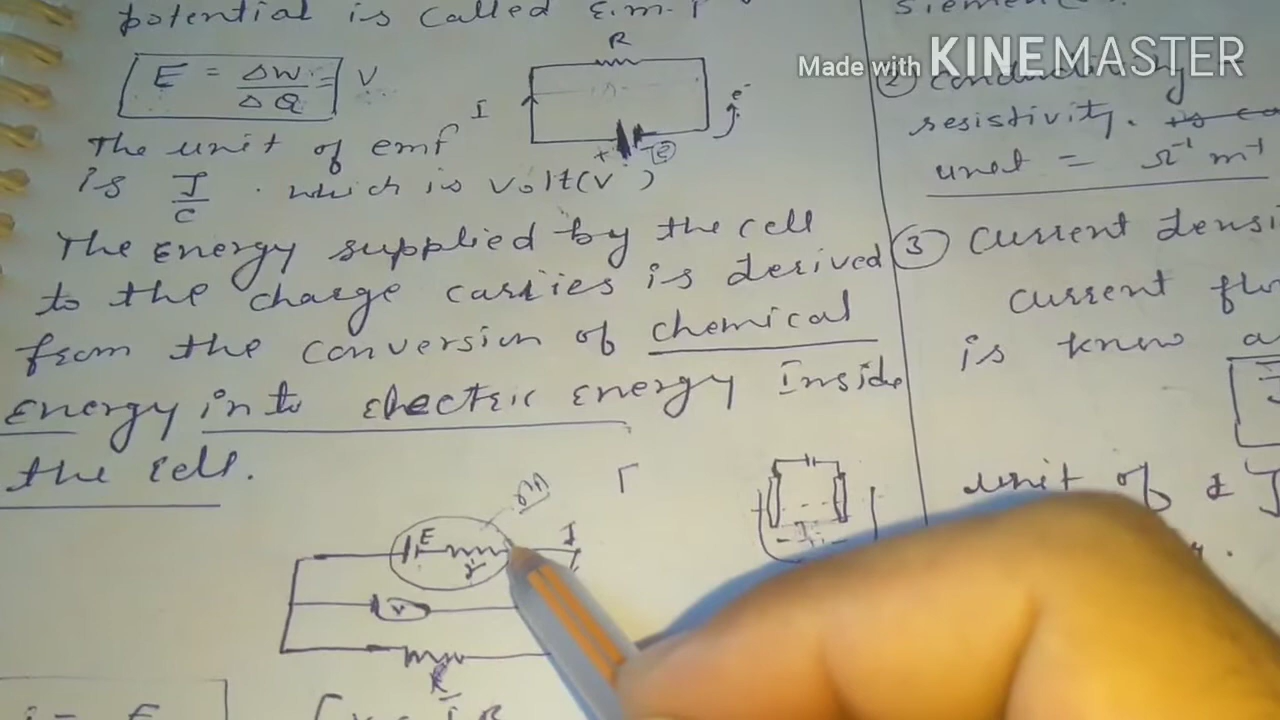 potential is called E.m.f
E = ΔW/ΔQ = V
R
I
e-
+
The unit of emf
is J/C . which is volt(v)
The Energy supplied by the cell
to the charge carries is derived
from the conversion of chemical
Energy into electric energy Inside
the cell.
E
r
I
V
R
Made with KINEMASTER
② conductivity
resistivity.
unit = Ω⁻¹ m⁻¹
③ Current densi
current flo
is know a
unit of J